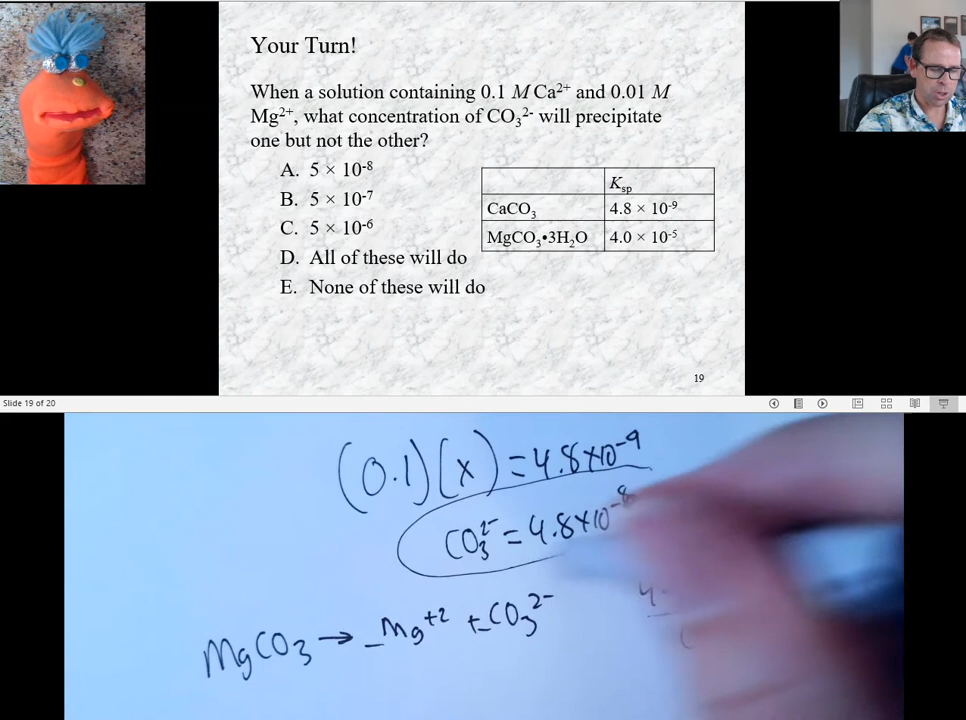 Your Turn!
When a solution containing 0.1 M Ca²⁺ and 0.01 M
Mg²⁺, what concentration of CO₃²⁻ will precipitate
one but not the other?
A. 5 × 10⁻⁸
B. 5 × 10⁻⁷
C. 5 × 10⁻⁶
D. All of these will do
E. None of these will do
Kₛₚ
CaCO₃ 4.8 × 10⁻⁹
MgCO₃•3H₂O 4.0 × 10⁻⁵
19
Slide 19 of 20
(0.1)(x) = 4.8×10⁻⁹
CO₃²⁻ = 4.8×10⁻⁸
MgCO₃ → _Mg⁺² + _CO₃²⁻